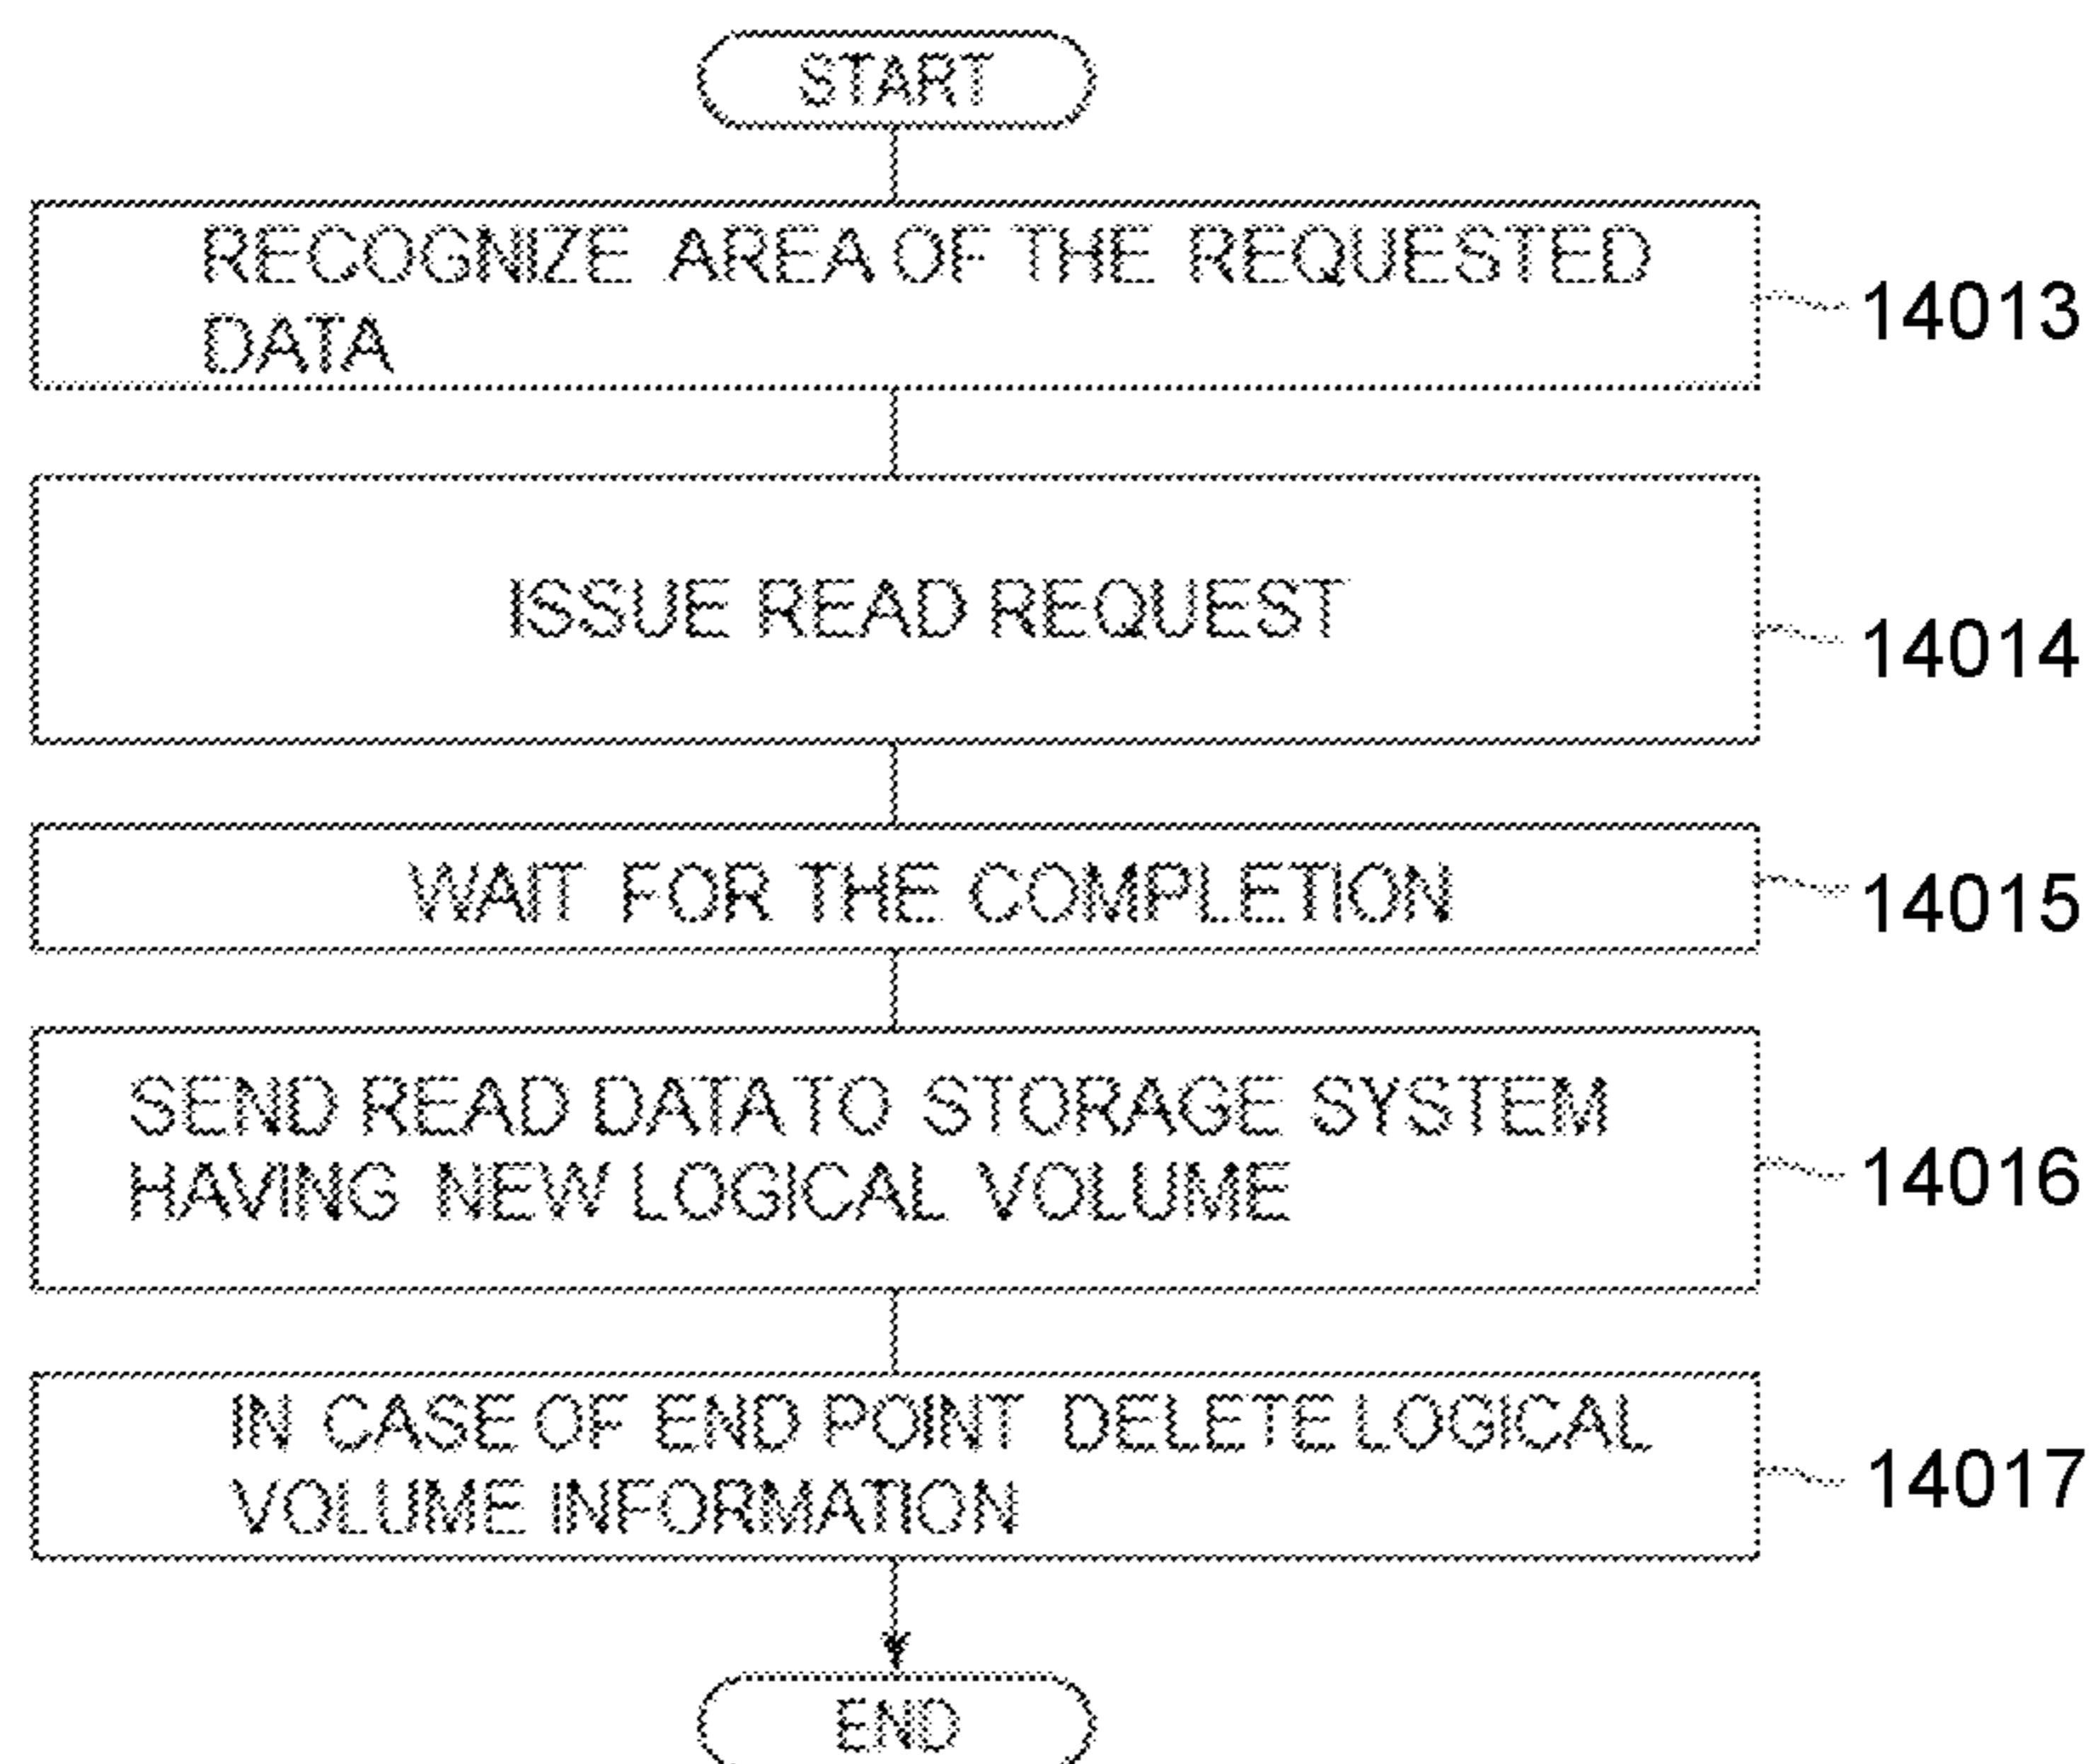 START
RECOGNIZE AREA OF THE REQUESTED
DATA
14013
ISSUE READ REQUEST
14014
WAIT FOR THE COMPLETION
14015
SEND READ DATA TO STORAGE SYSTEM
HAVING NEW LOGICAL VOLUME
14016
IN CASE OF END POINT DELETE LOGICAL
VOLUME INFORMATION
14017
END